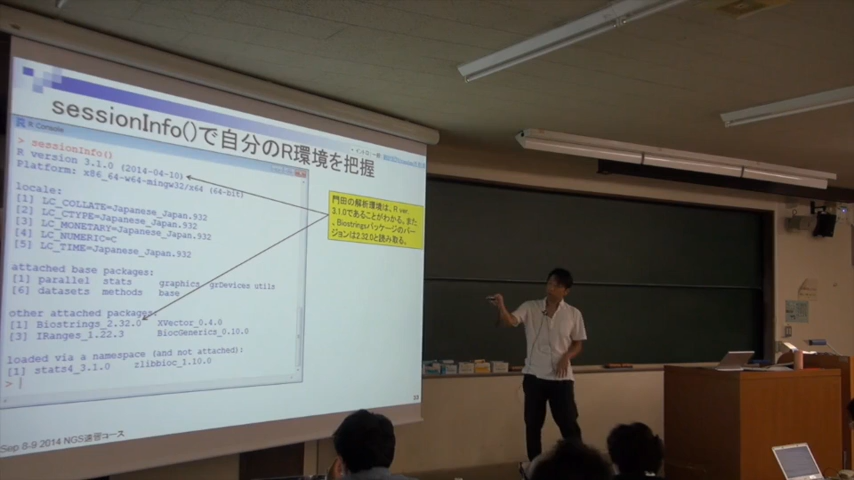 sessionInfo()で自分のR環境を把握
R Console
> sessionInfo()
R version 3.1.0 (2014-04-10)
Platform: x86_64-w64-mingw32/x64 (64-bit)
locale:
[1] LC_COLLATE=Japanese_Japan.932
[2] LC_CTYPE=Japanese_Japan.932
[3] LC_MONETARY=Japanese_Japan.932
[4] LC_NUMERIC=C
[5] LC_TIME=Japanese_Japan.932
attached base packages:
[1] parallel stats graphics grDevices utils
[6] datasets methods base
other attached packages:
[1] Biostrings_2.32.0 XVector_0.4.0
[3] IRanges_1.22.3 BiocGenerics_0.10.0
loaded via a namespace (and not attached):
[1] stats4_3.1.0 zlibbioc_1.10.0
>
門田の解析環境は、R ver.
3.1.0であることがわかる。また
、Biostringsパッケージのバー
ジョンは2.32.0と読み取る。
Sep 8-9 2014 NGS速習コース